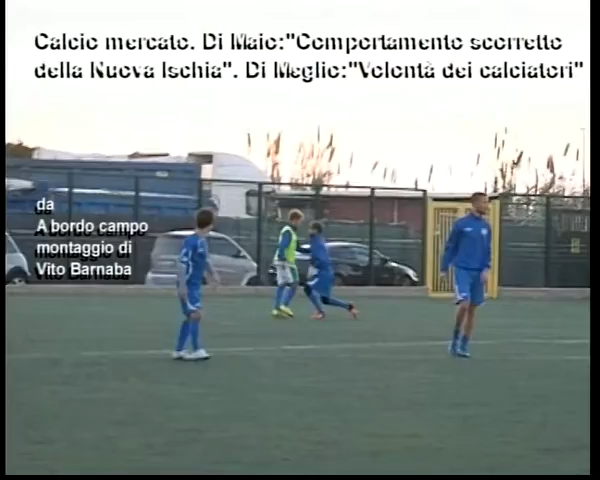 Calcio mercato. Di Maio:"Comportamento scorretto
della Nuova Ischia". Di Meglio:"Volontà dei calciatori"
da
A bordo campo
montaggio di
Vito Barnaba